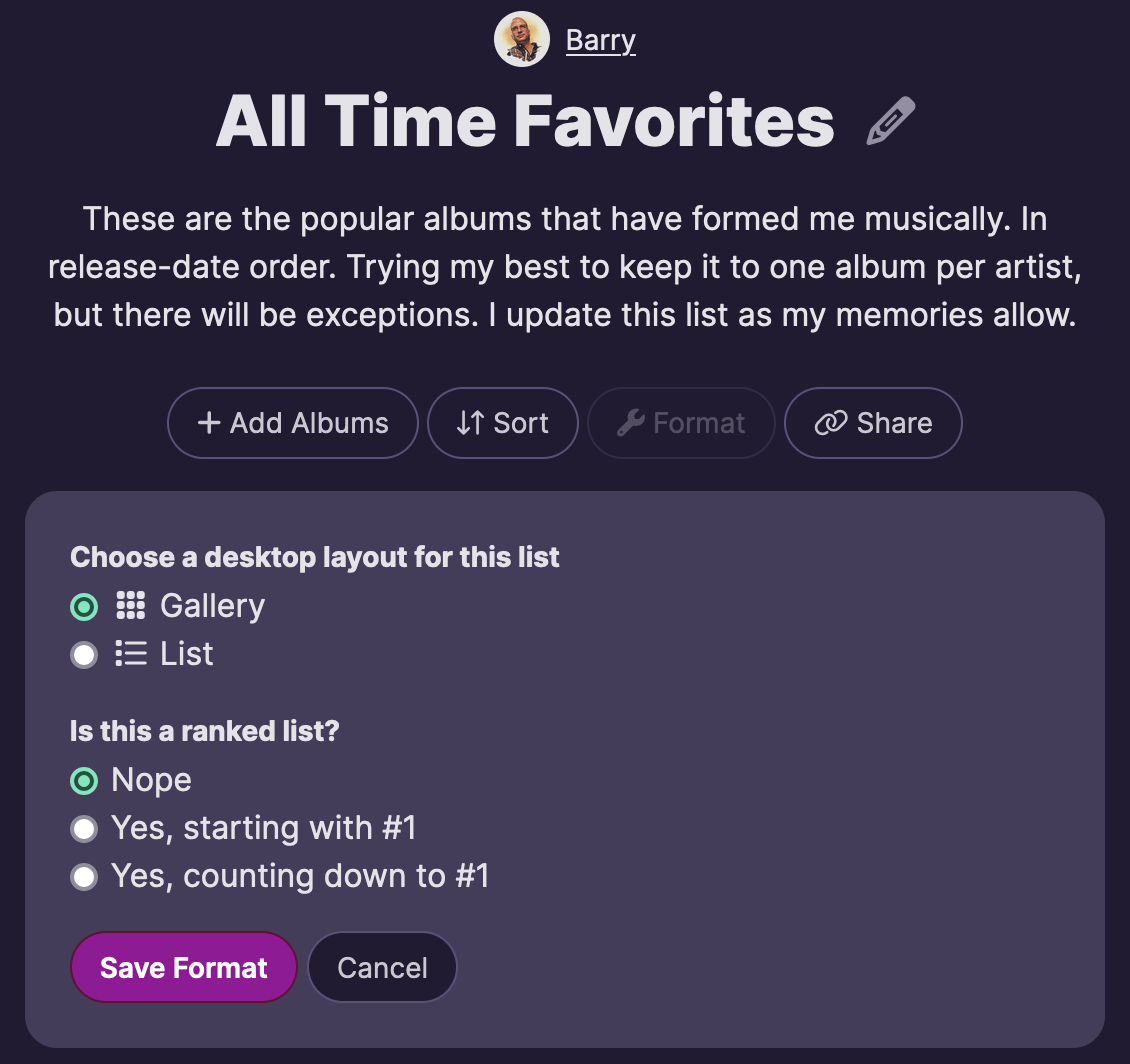 Barry
All Time Favorites
These are the popular albums that have formed me musically. In
release-date order. Trying my best to keep it to one album per artist,
but there will be exceptions. I update this list as my memories allow.
+ Add Albums Sort Format Share
Choose a desktop layout for this list
Gallery
List
Is this a ranked list?
Nope
Yes, starting with #1
Yes, counting down to #1
Save Format Cancel